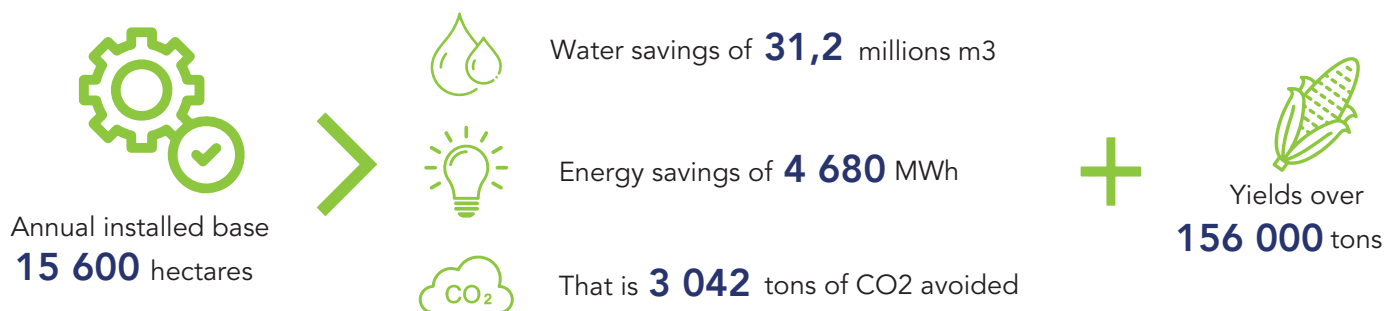 Annual installed base
15 600 hectares
Water savings of 31,2 millions m3
Energy savings of 4 680 MWh
CO2
That is 3 042 tons of CO2 avoided
Yields over
156 000 tons